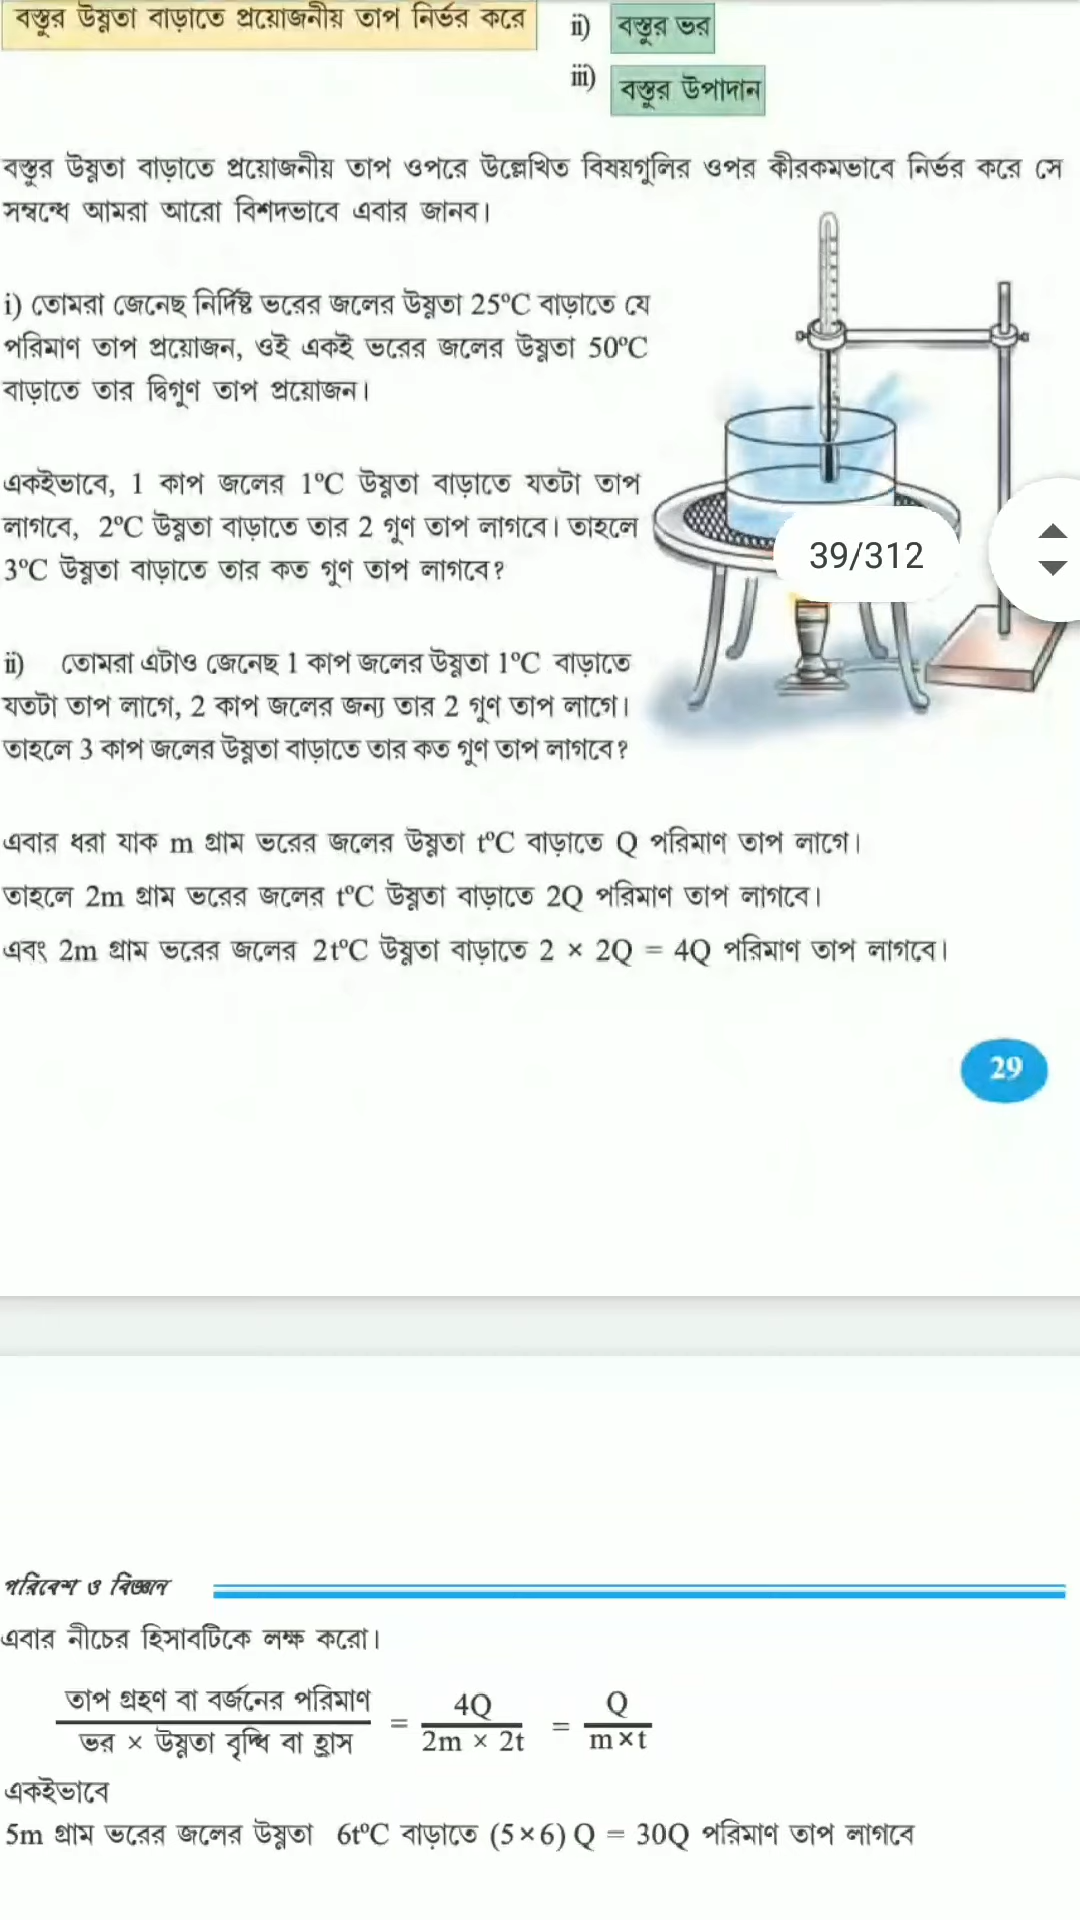 বস্তুর উষ্ণতা বাড়াতে প্রয়োজনীয় তাপ নির্ভর করে
ii) বস্তুর ভর
iii) বস্তুর উপাদান
বস্তুর উষ্ণতা বাড়াতে প্রয়োজনীয় তাপ ওপরে উল্লেখিত বিষয়গুলির ওপর কীরকমভাবে নির্ভর করে সে
সম্বন্ধে আমরা আরো বিশদভাবে এবার জানব।
i) তোমরা জেনেছ নির্দিষ্ট ভরের জলের উষ্ণতা 25°C বাড়াতে যে
পরিমাণ তাপ প্রয়োজন, ওই একই ভরের জলের উষ্ণতা 50°C
বাড়াতে তার দ্বিগুণ তাপ প্রয়োজন।
একইভাবে, 1 কাপ জলের 1°C উষ্ণতা বাড়াতে যতটা তাপ
লাগবে, 2°C উষ্ণতা বাড়াতে তার 2 গুণ তাপ লাগবে। তাহলে
3°C উষ্ণতা বাড়াতে তার কত গুণ তাপ লাগবে?
39/312
ii) তোমরা এটাও জেনেছ 1 কাপ জলের উষ্ণতা 1°C বাড়াতে
যতটা তাপ লাগে, 2 কাপ জলের জন্য তার 2 গুণ তাপ লাগে।
তাহলে 3 কাপ জলের উষ্ণতা বাড়াতে তার কত গুণ তাপ লাগবে?
এবার ধরা যাক m গ্রাম ভরের জলের উষ্ণতা t°C বাড়াতে Q পরিমাণ তাপ লাগে।
তাহলে 2m গ্রাম ভরের জলের t°C উষ্ণতা বাড়াতে 2Q পরিমাণ তাপ লাগবে।
এবং 2m গ্রাম ভরের জলের 2t°C উষ্ণতা বাড়াতে 2 × 2Q = 4Q পরিমাণ তাপ লাগবে।
29
পরিবেশ ও বিজ্ঞান
এবার নীচের হিসাবটিকে লক্ষ করো।
তাপ গ্রহণ বা বর্জনের পরিমাণ / ভর × উষ্ণতা বৃদ্ধি বা হ্রাস = 4Q / 2m × 2t = Q / m×t
একইভাবে
5m গ্রাম ভরের জলের উষ্ণতা 6t°C বাড়াতে (5×6) Q = 30Q পরিমাণ তাপ লাগবে